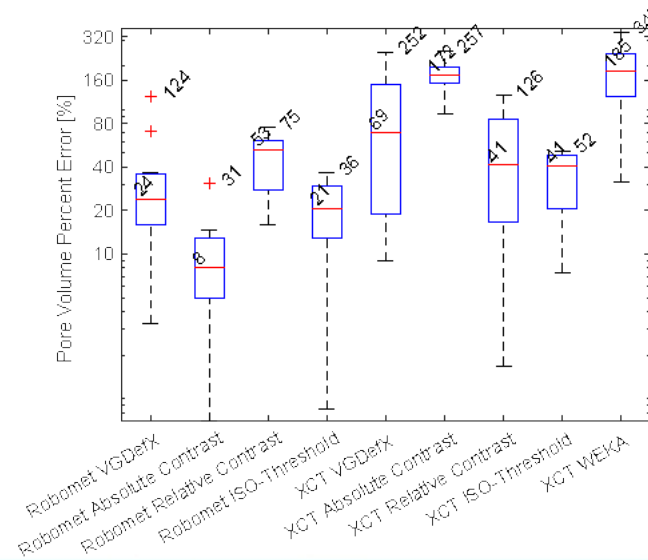 Pore Volume Percent Error [%]
320
160
80
40
20
10
124
24
31
8
53
75
21
36
69
252
172
257
41
126
41
52
185
Robomet VGDefX
Robomet Absolute Contrast
Robomet Relative Contrast
Robomet ISO-Threshold
XCT VGDefX
XCT Absolute Contrast
XCT Relative Contrast
XCT ISO-Threshold
XCT WEKA